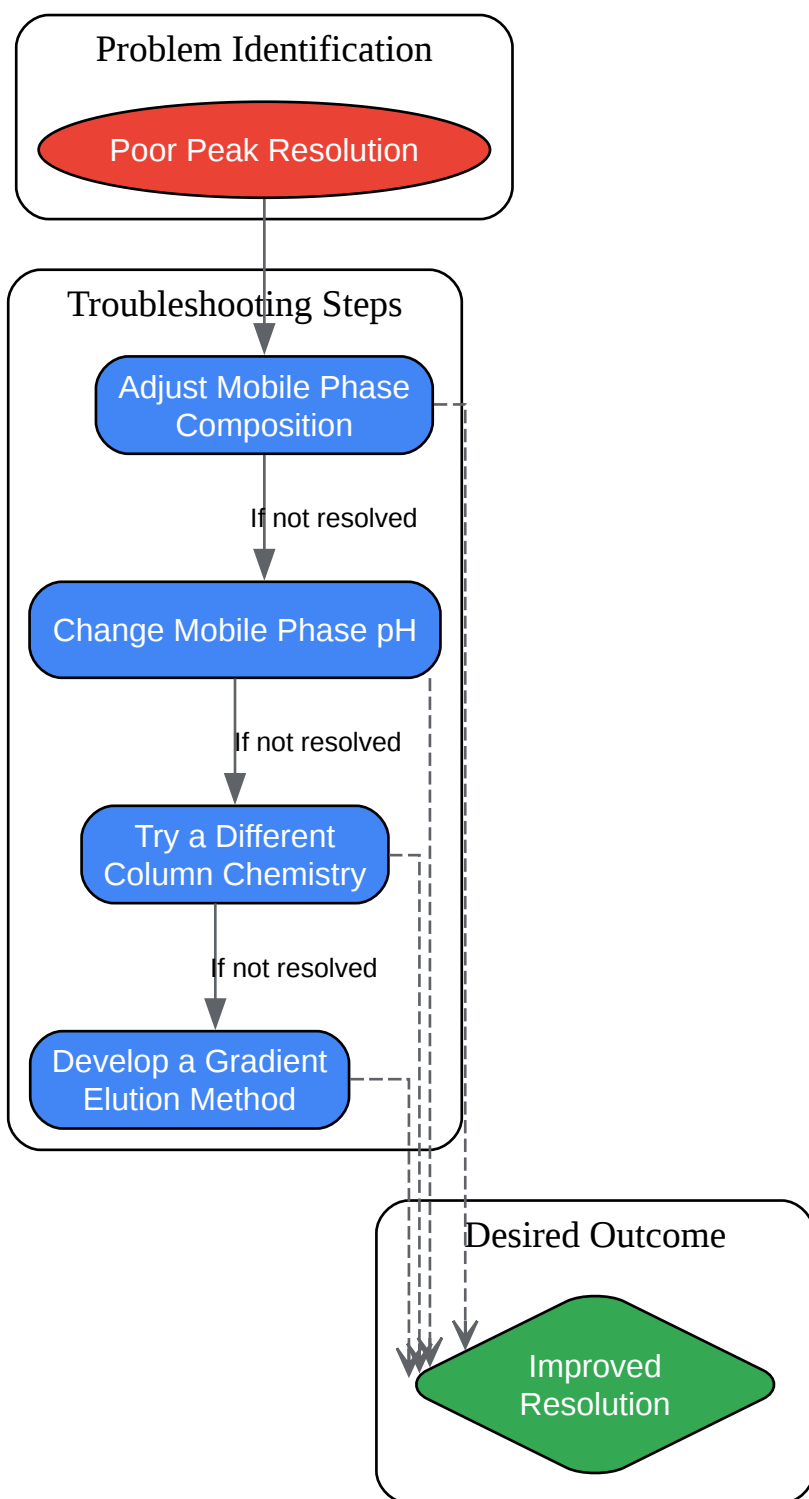 Problem Identification
Poor Peak Resolution
Troubleshooting Steps
Adjust Mobile Phase
Composition
If not resolved
Change Mobile Phase pH
If not resolved
Try a Different
Column Chemistry
If not resolved
Develop a Gradient
Elution Method
Desired Outcome
Improved
Resolution